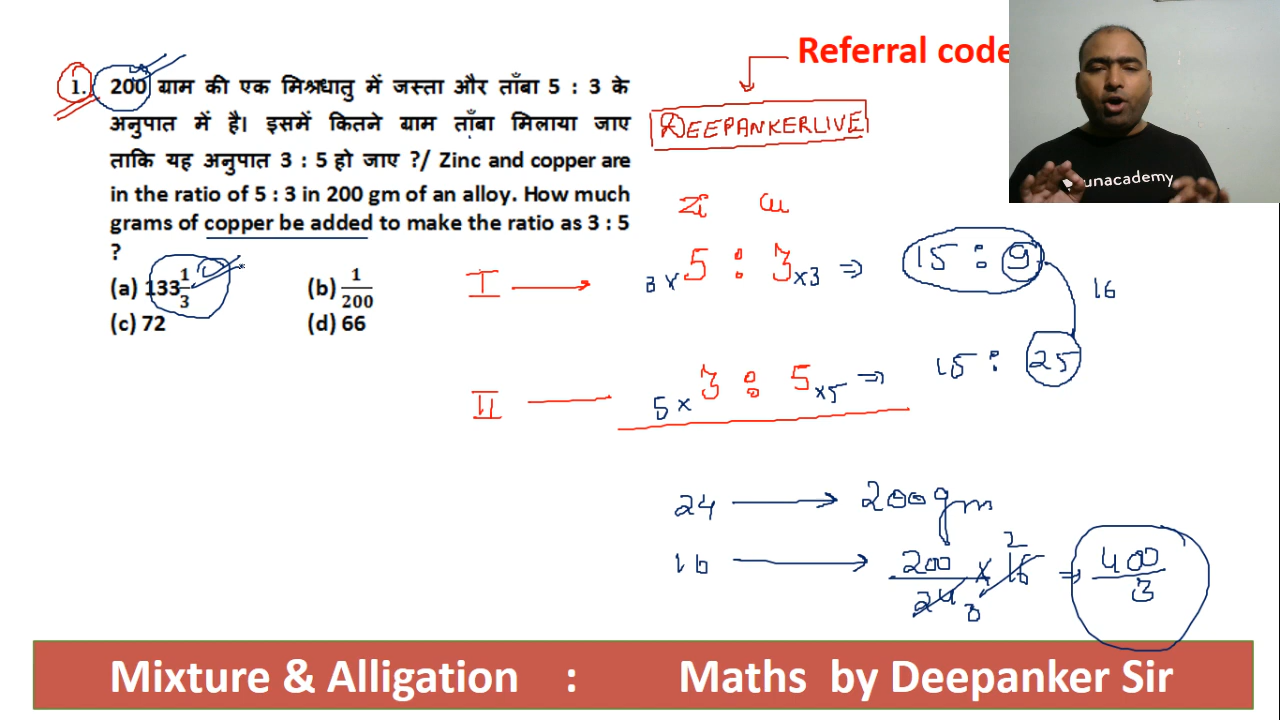 Referral code
DEEPANKERLIVE
unacademy
1. 200 ग्राम की एक मिश्रधातु में जस्ता और ताँबा 5 : 3 के
अनुपात में है। इसमें कितने ग्राम ताँबा मिलाया जाए
ताकि यह अनुपात 3 : 5 हो जाए ?/ Zinc and copper are
in the ratio of 5 : 3 in 200 gm of an alloy. How much
grams of copper be added to make the ratio as 3 : 5
?
(a) 133 1/3 (b) 1/200
(c) 72 (d) 66
Zi Cu
I → 3 × 5 : 3 × 3 ⇒ 15 : 9
16
II — 5 × 3 : 5 × 5 ⇒ 15 : 25
24 → 200 gm
16 → 200/24 × 16 ⇒ 400/3
2
3
Mixture & Alligation : Maths by Deepanker Sir